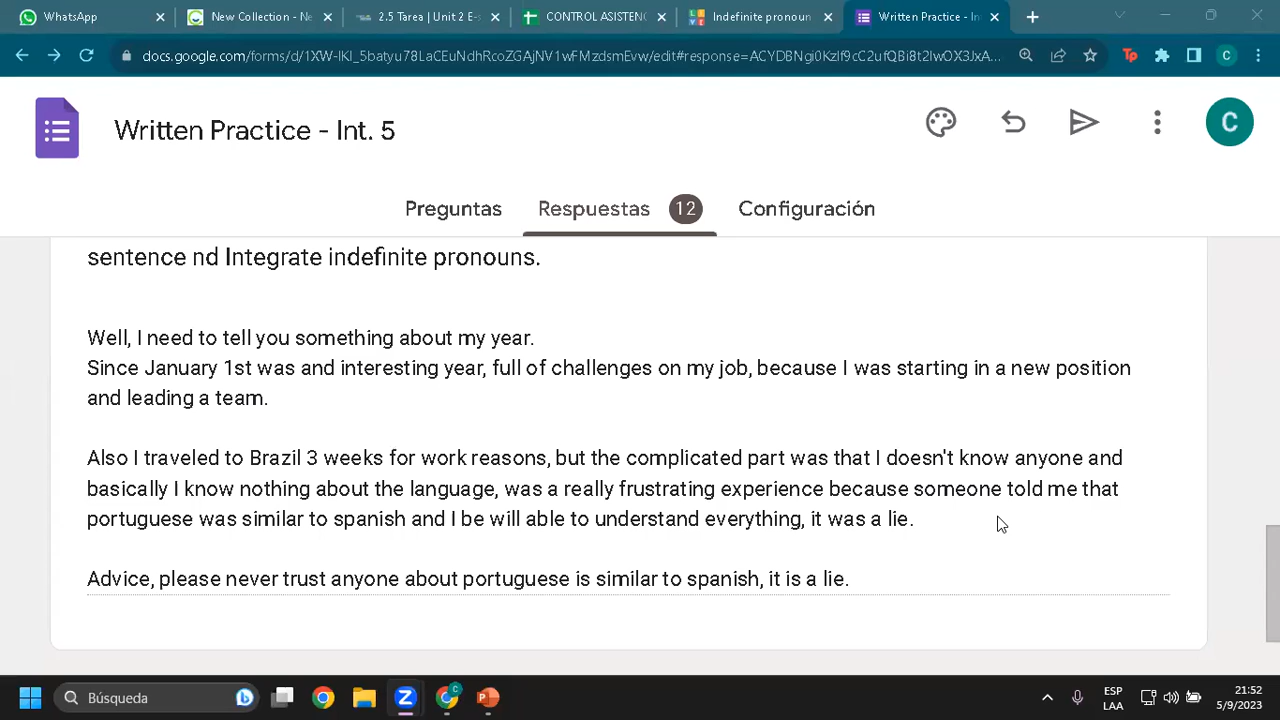 WhatsApp
New Collection - Ne
2.5 Tarea | Unit 2 E-s
CONTROL ASISTENC
Indefinite pronoun
Written Practice - In
docs.google.com/forms/d/1XW-IKI_5batyu78LaCEuNdhRcoZGAjNV1wFMzdsmEvw/edit#response=ACYDBNgi0KzIf9cC2ufQBi8t2IwOX3JxA...
Tp
C
Written Practice - Int. 5
C
Preguntas
Respuestas 12
Configuración
sentence nd Integrate indefinite pronouns.
Well, I need to tell you something about my year.
Since January 1st was and interesting year, full of challenges on my job, because I was starting in a new position
and leading a team.
Also I traveled to Brazil 3 weeks for work reasons, but the complicated part was that I doesn't know anyone and
basically I know nothing about the language, was a really frustrating experience because someone told me that
portuguese was similar to spanish and I be will able to understand everything, it was a lie.
Advice, please never trust anyone about portuguese is similar to spanish, it is a lie.
Búsqueda
ESP
LAA
21:52
5/9/2023